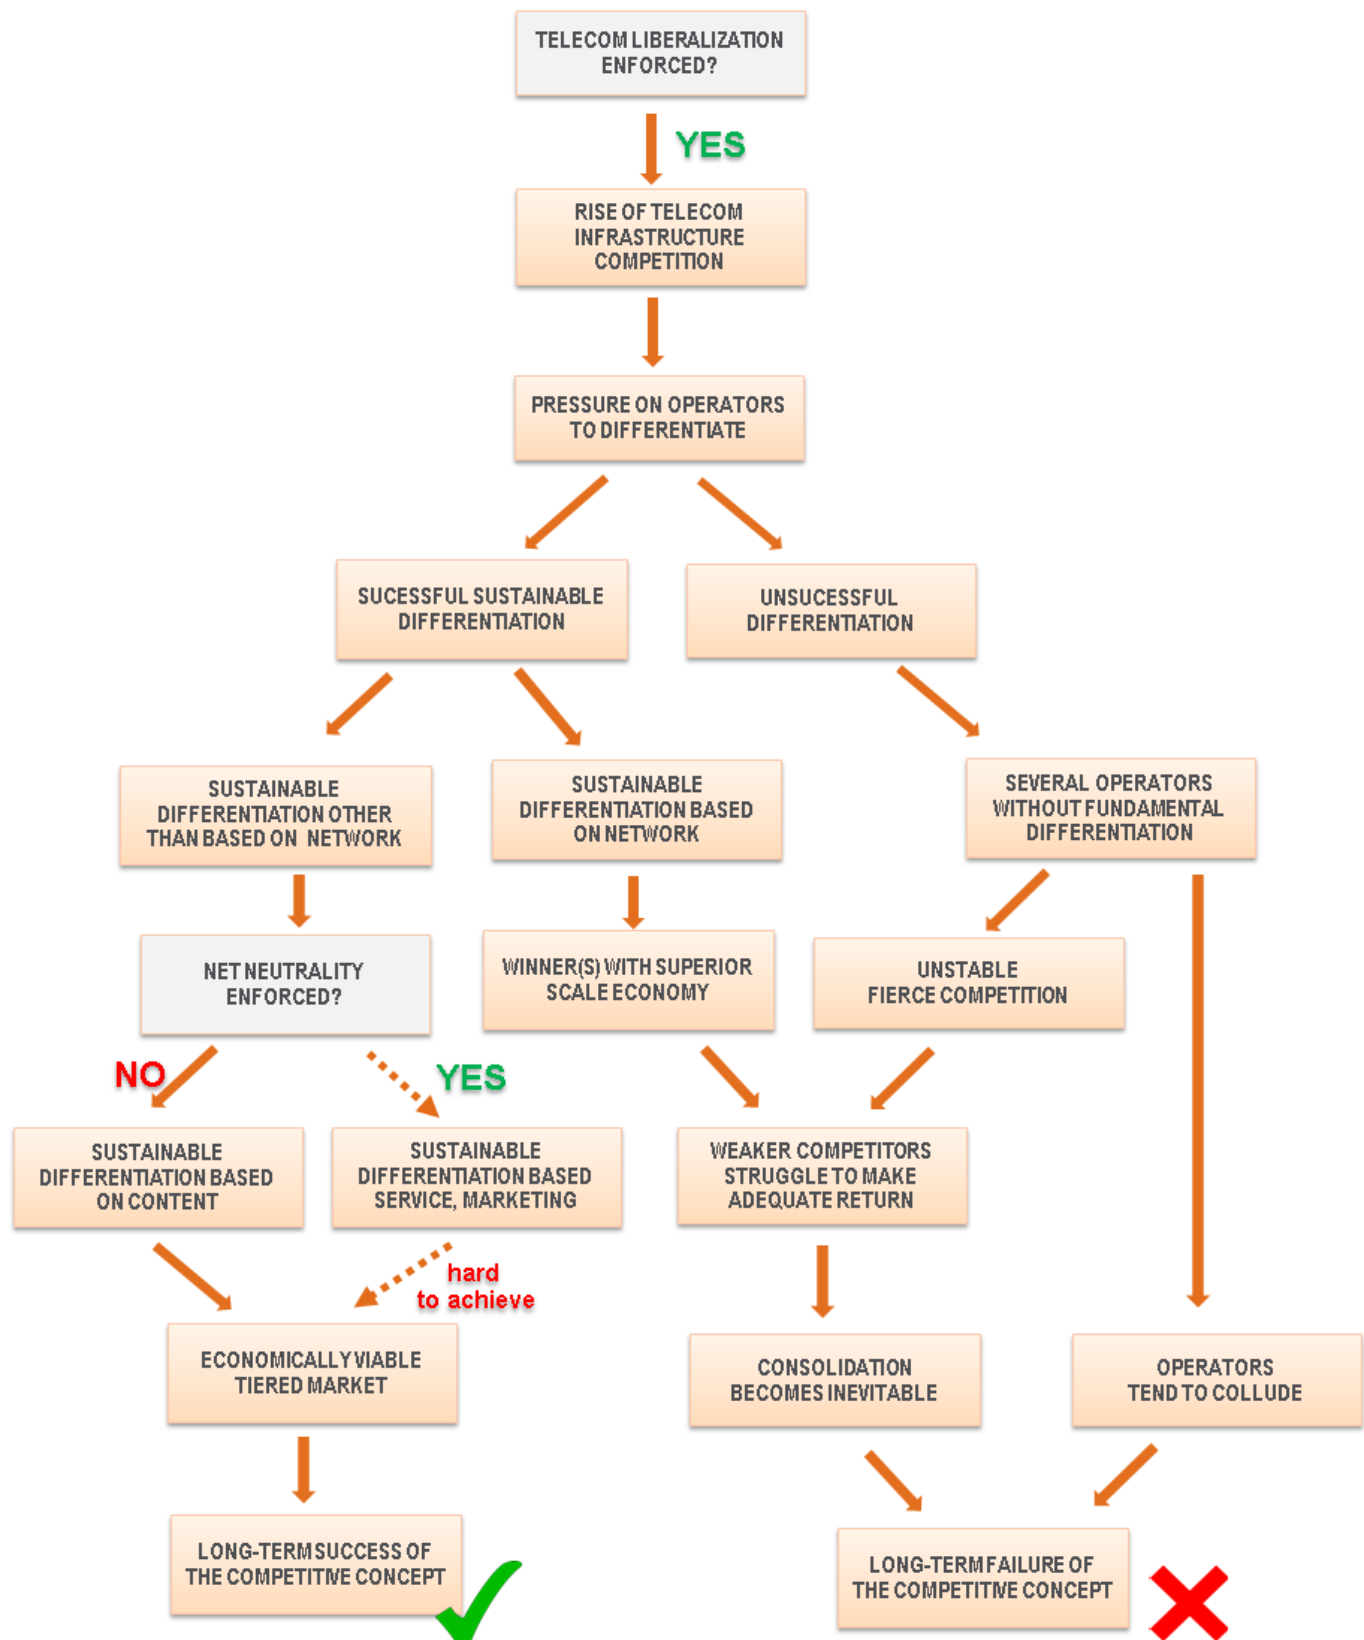 TELECOM LIBERALIZATION
ENFORCED?
YES
RISE OF TELECOM
INFRASTRUCTURE
COMPETITION
PRESSURE ON OPERATORS
TO DIFFERENTIATE
SUCESSFUL SUSTAINABLE
DIFFERENTIATION
UNSUCESSFUL
DIFFERENTIATION
SUSTAINABLE
DIFFERENTIATION OTHER
THAN BASED ON NETWORK
SUSTAINABLE
DIFFERENTIATION BASED
ON NETWORK
SEVERAL OPERATORS
WITHOUT FUNDAMENTAL
DIFFERENTIATION
NET NEUTRALITY
ENFORCED?
WINNER(S) WITH SUPERIOR
SCALE ECONOMY
UNSTABLE
FIERCE COMPETITION
NO
YES
SUSTAINABLE
DIFFERENTIATION BASED
ON CONTENT
SUSTAINABLE
DIFFERENTIATION BASED
SERVICE, MARKETING
WEAKER COMPETITORS
STRUGGLE TO MAKE
ADEQUATE RETURN
hard
to achieve
ECONOMICALLY VIABLE
TIERED MARKET
CONSOLIDATION
BECOMES INEVITABLE
OPERATORS
TEND TO COLLUDE
LONG-TERM SUCCESS OF
THE COMPETITIVE CONCEPT
LONG-TERM FAILURE OF
THE COMPETITIVE CONCEPT